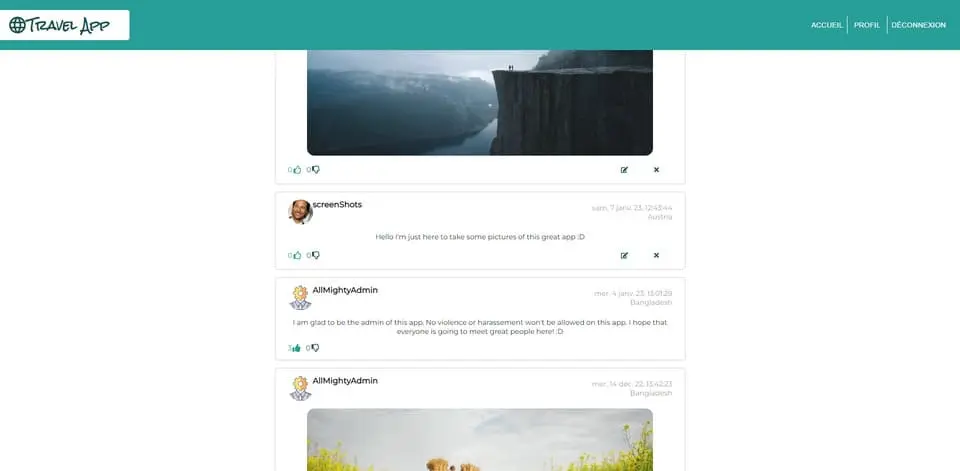 Travel App
ACCUEIL PROFIL DÉCONNEXION
0 0
screenShots
sam. 7 janv. 23, 12:43:44
Austria
Hello I'm just here to take some pictures of this great app :D
0 0
AllMightyAdmin
mer. 4 janv. 23, 13:01:29
Bangladesh
I am glad to be the admin of this app. No violence or harassement won't be allowed on this app. I hope that
everyone is going to meet great people here! :D
3 0
AllMightyAdmin
mer. 14 déc. 22, 13:42:23
Bangladesh